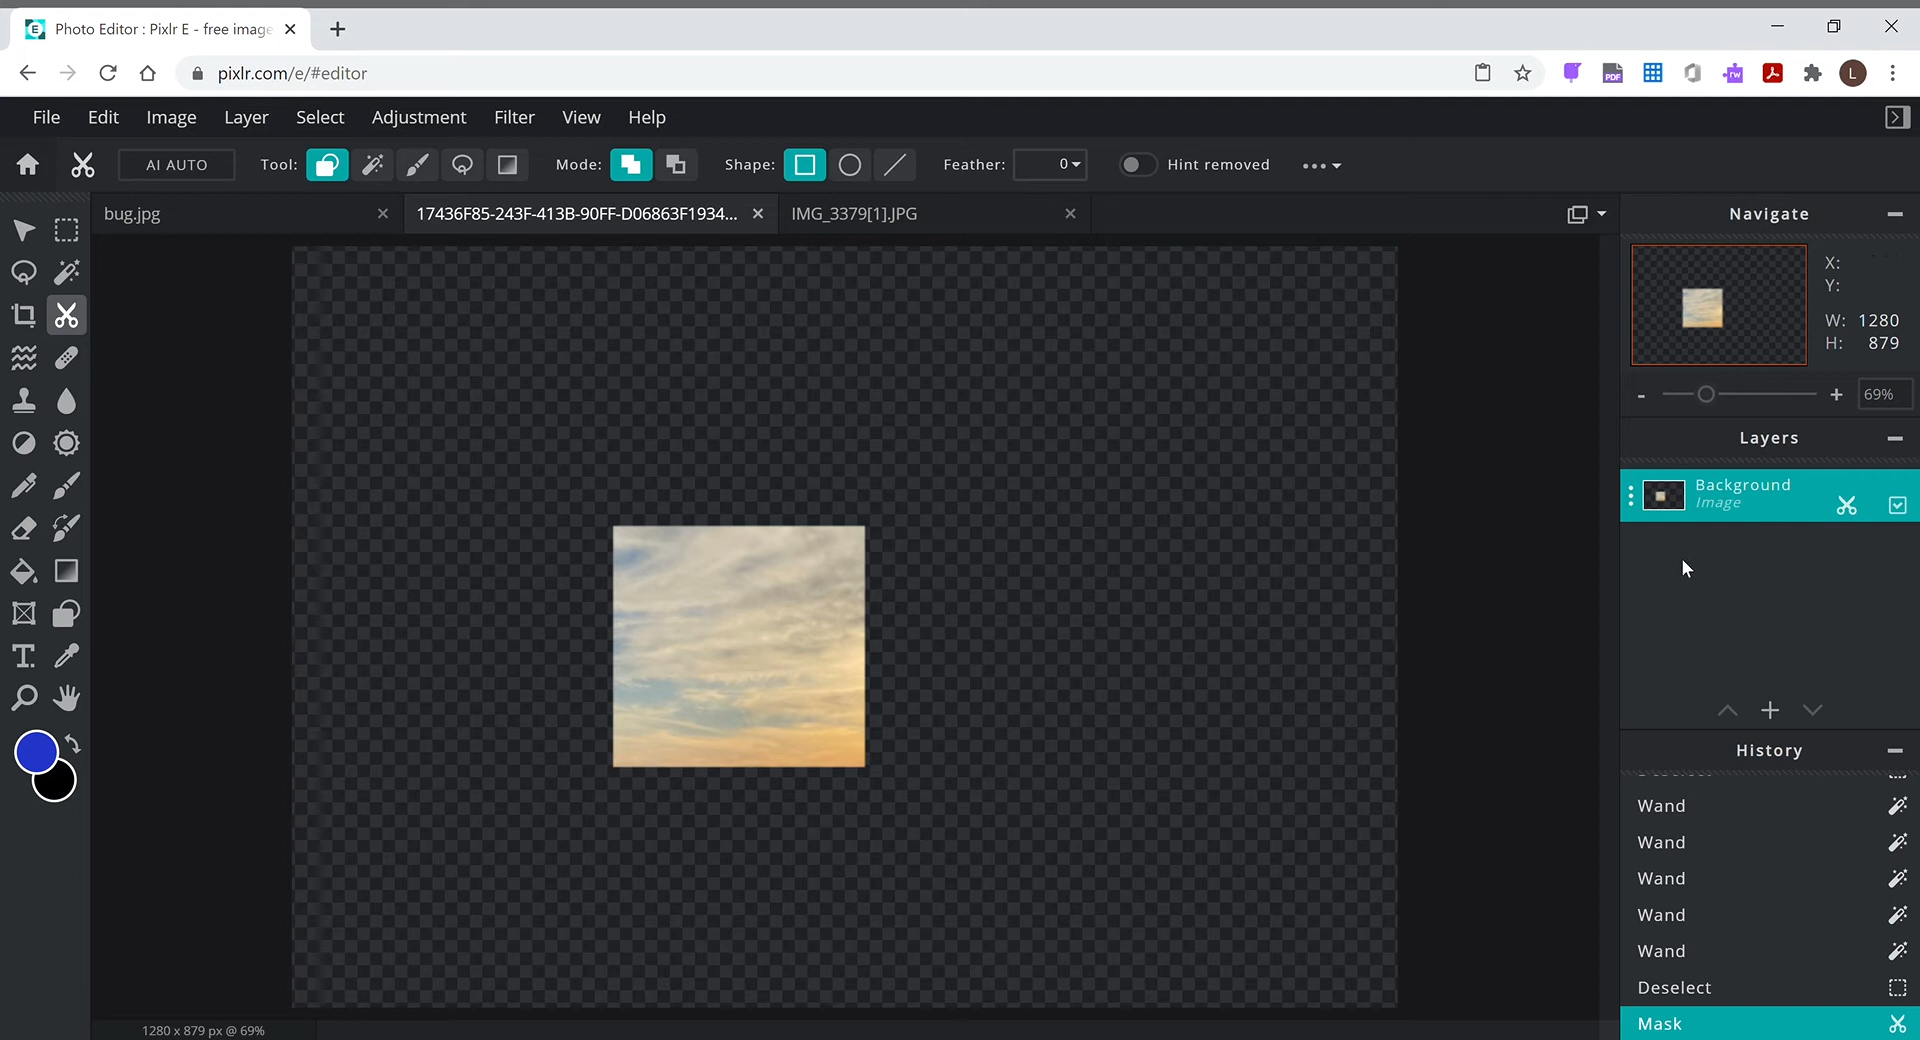 Photo Editor : Pixlr E - free image
pixlr.com/e/#editor
L
File Edit Image Layer Select Adjustment Filter View Help
AI AUTO Tool: Mode: Shape: Feather: 0 Hint removed
bug.jpg 17436F85-243F-413B-90FF-D06863F1934... IMG_3379[1].JPG
Navigate
X:
Y:
W: 1280
H: 879
- + 69%
Layers
Background
Image
History
Wand
Wand
Wand
Wand
Wand
Deselect
Mask
1280 x 879 px @ 69%